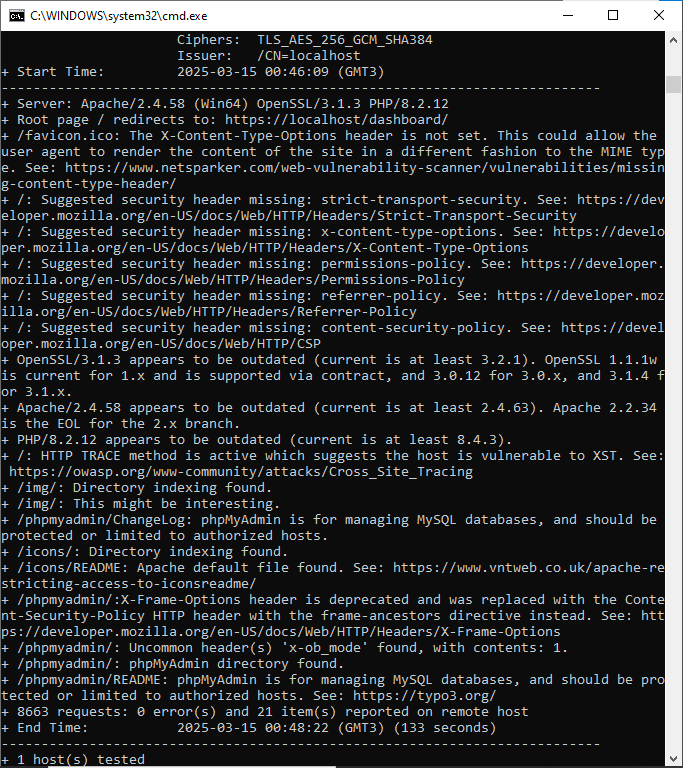 C:\WINDOWS\system32\cmd.exe
Ciphers:  TLS_AES_256_GCM_SHA384
Issuer:   /CN=localhost
+ Start Time:         2025-03-15 00:46:09 (GMT3)
---------------------------------------------------------------------------
+ Server: Apache/2.4.58 (Win64) OpenSSL/3.1.3 PHP/8.2.12
+ Root page / redirects to: https://localhost/dashboard/
+ /favicon.ico: The X-Content-Type-Options header is not set. This could allow the
user agent to render the content of the site in a different fashion to the MIME typ
e. See: https://www.netsparker.com/web-vulnerability-scanner/vulnerabilities/missin
g-content-type-header/
+ /: Suggested security header missing: strict-transport-security. See: https://dev
eloper.mozilla.org/en-US/docs/Web/HTTP/Headers/Strict-Transport-Security
+ /: Suggested security header missing: x-content-type-options. See: https://develo
per.mozilla.org/en-US/docs/Web/HTTP/Headers/X-Content-Type-Options
+ /: Suggested security header missing: permissions-policy. See: https://developer.
mozilla.org/en-US/docs/Web/HTTP/Headers/Permissions-Policy
+ /: Suggested security header missing: referrer-policy. See: https://developer.moz
illa.org/en-US/docs/Web/HTTP/Headers/Referrer-Policy
+ /: Suggested security header missing: content-security-policy. See: https://devel
oper.mozilla.org/en-US/docs/Web/HTTP/CSP
+ OpenSSL/3.1.3 appears to be outdated (current is at least 3.2.1). OpenSSL 1.1.1w
is current for 1.x and is supported via contract, and 3.0.12 for 3.0.x, and 3.1.4 f
or 3.1.x.
+ Apache/2.4.58 appears to be outdated (current is at least 2.4.63). Apache 2.2.34
is the EOL for the 2.x branch.
+ PHP/8.2.12 appears to be outdated (current is at least 8.4.3).
+ /: HTTP TRACE method is active which suggests the host is vulnerable to XST. See:
https://owasp.org/www-community/attacks/Cross_Site_Tracing
+ /img/: Directory indexing found.
+ /img/: This might be interesting.
+ /phpmyadmin/ChangeLog: phpMyAdmin is for managing MySQL databases, and should be
protected or limited to authorized hosts.
+ /icons/: Directory indexing found.
+ /icons/README: Apache default file found. See: https://www.vntweb.co.uk/apache-re
stricting-access-to-iconsreadme/
+ /phpmyadmin/:X-Frame-Options header is deprecated and was replaced with the Conte
nt-Security-Policy HTTP header with the frame-ancestors directive instead. See: htt
ps://developer.mozilla.org/en-US/docs/Web/HTTP/Headers/X-Frame-Options
+ /phpmyadmin/: Uncommon header(s) 'x-ob_mode' found, with contents: 1.
+ /phpmyadmin/: phpMyAdmin directory found.
+ /phpmyadmin/README: phpMyAdmin is for managing MySQL databases, and should be pro
tected or limited to authorized hosts. See: https://typo3.org/
+ 8663 requests: 0 error(s) and 21 item(s) reported on remote host
+ End Time:           2025-03-15 00:48:22 (GMT3) (133 seconds)
---------------------------------------------------------------------------
+ 1 host(s) tested